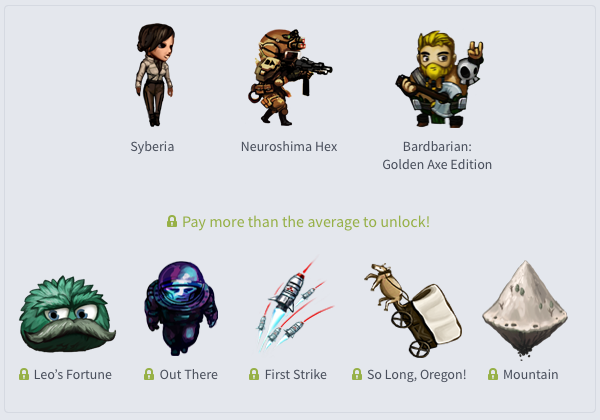 Syberia
Neuroshima Hex
Bardbarian:
Golden Axe Edition
Pay more than the average to unlock!
Leo's Fortune
Out There
First Strike
So Long, Oregon!
Mountain